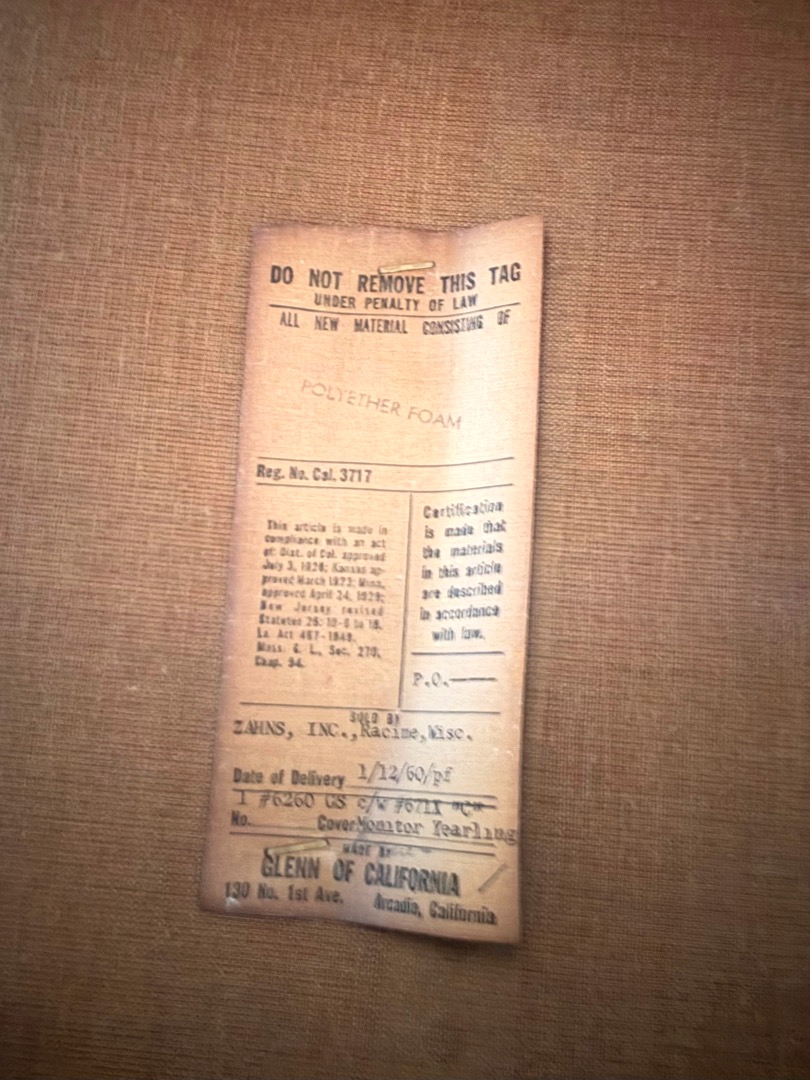 DO NOT REMOVE THIS TAG
UNDER PENALTY OF LAW
ALL NEW MATERIAL CONSISTING OF
POLYETHER FOAM
Reg. No. Cal. 3717
This article is made in
compliance with an act
of: Dist. of Col. approved
July 3, 1926; Kansas ap-
proved March 1923; Minn.
approved April 24, 1929;
New Jersey revised
Statutes 26: 10-6 to 18.
La. Act 467-1948.
Mass. G. L., Sec. 270,
Chap. 94.
Certification
is made that
the materials
in this article
are described
in accordance
with law.
P.O.
SOLD BY
ZAHNS, INC., Racine, Wisc.
Date of Delivery 1/12/60/pf
1 #6260 GS c/w #671X "C"
No. Cover Monitor Yearling
MADE BY
GLENN OF CALIFORNIA
130 No. 1st Ave. Arcadia, California